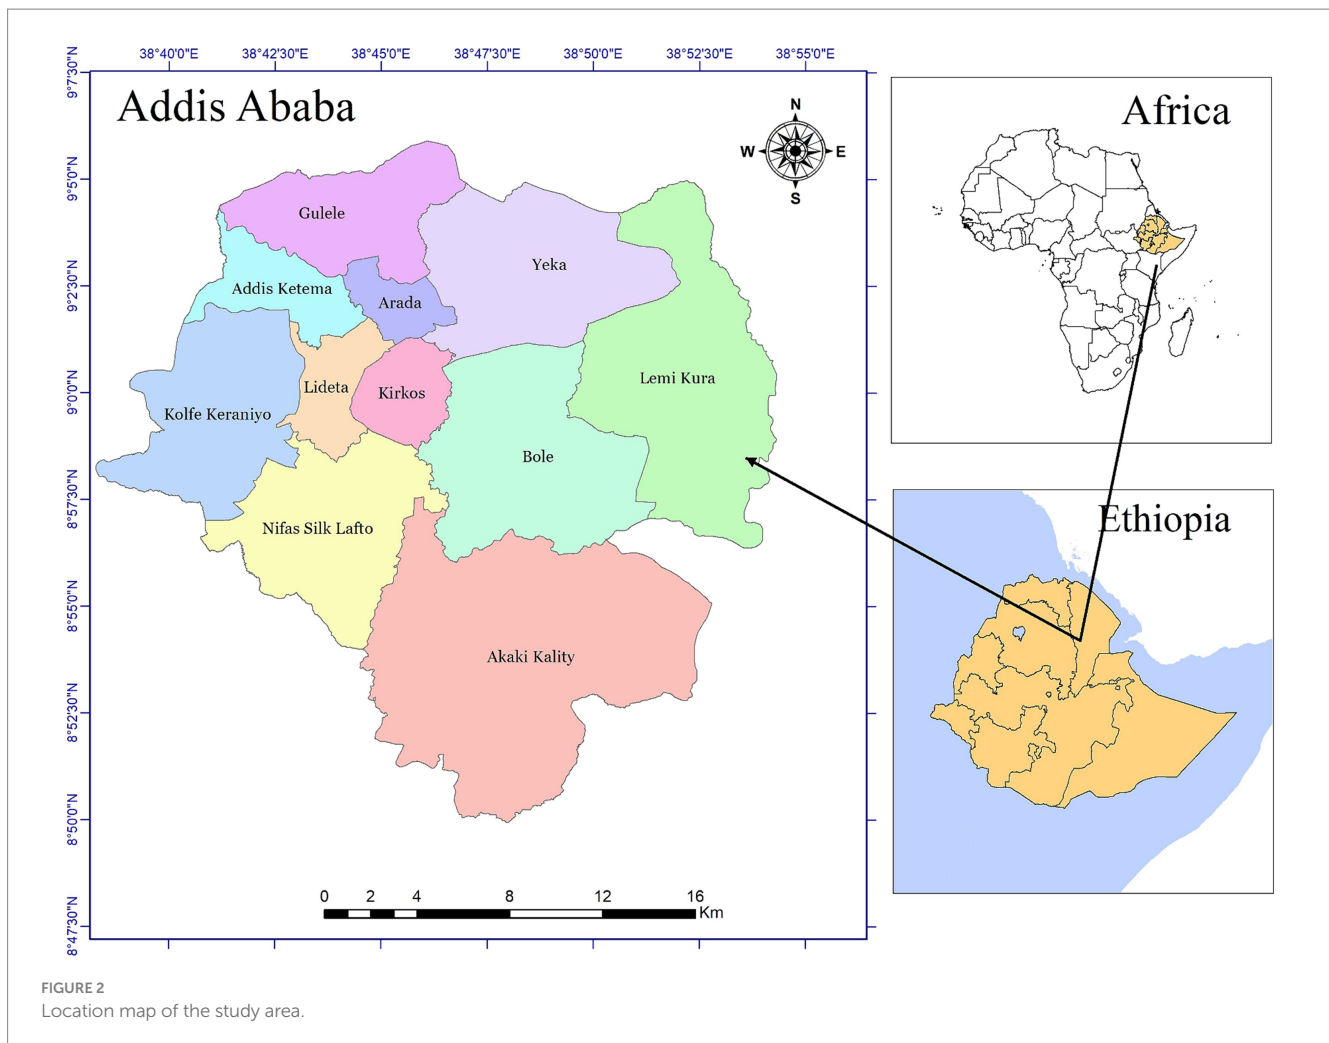 38°40'0"E 38°42'30"E 38°45'0"E 38°47'30"E 38°50'0"E 38°52'30"E 38°55'0"E
9°7'30"N
9°5'0"N
9°2'30"N
9°0'0"N
8°57'30"N
8°55'0"N
8°52'30"N
8°50'0"N
8°47'30"N
Addis Ababa
N
W E
S
Gulele
Yeka
Addis Ketema
Arada
Lemi Kura
Lideta
Kirkos
Kolfe Keraniyo
Bole
Nifas Silk Lafto
Akaki Kality
0 2 4 8 12 16
Km
Africa
Ethiopia
FIGURE 2
Location map of the study area.